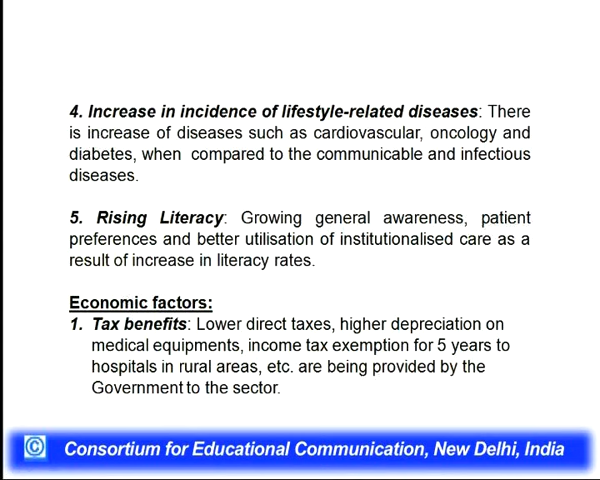 4. Increase in incidence of lifestyle-related diseases: There
is increase of diseases such as cardiovascular, oncology and
diabetes, when compared to the communicable and infectious
diseases.
5. Rising Literacy: Growing general awareness, patient
preferences and better utilisation of institutionalised care as a
result of increase in literacy rates.
Economic factors:
1. Tax benefits: Lower direct taxes, higher depreciation on
medical equipments, income tax exemption for 5 years to
hospitals in rural areas, etc. are being provided by the
Government to the sector.
© Consortium for Educational Communication, New Delhi, India